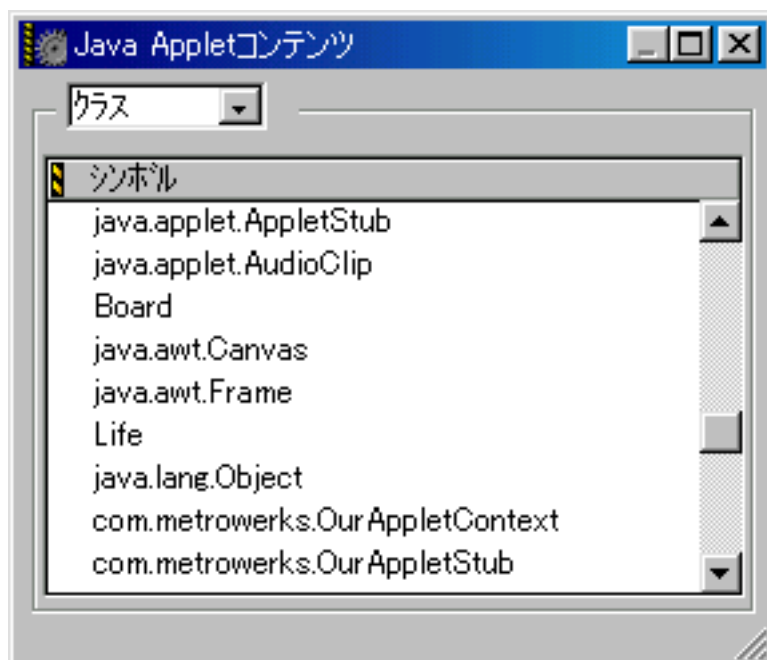 Java Appletコンテンツ
クラス
シンボル
java.applet.AppletStub
java.applet.AudioClip
Board
java.awt.Canvas
java.awt.Frame
Life
java.lang.Object
com.metrowerks.OurAppletContext
com.metrowerks.OurAppletStub